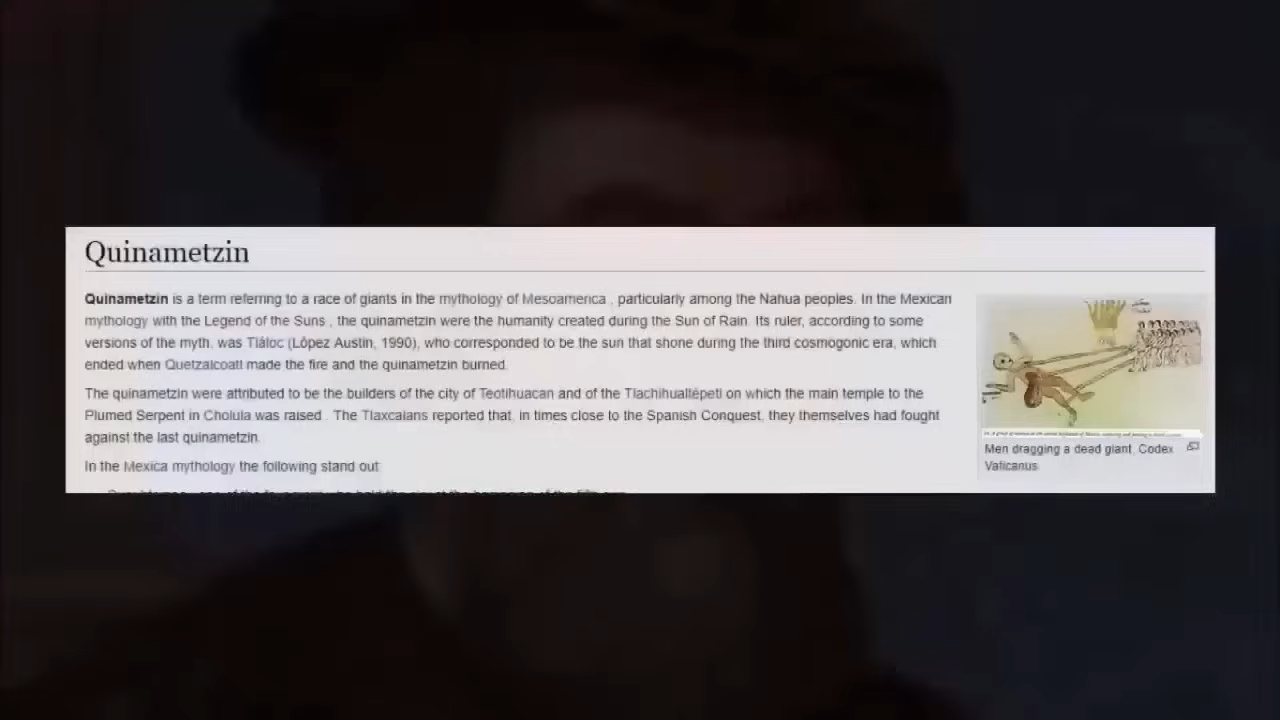 Quinametzin
Quinametzin is a term referring to a race of giants in the mythology of Mesoamerica , particularly among the Nahua peoples. In the Mexican
mythology with the Legend of the Suns , the quinametzin were the humanity created during the Sun of Rain. Its ruler, according to some
versions of the myth, was Tláloc (López Austin, 1990), who corresponded to be the sun that shone during the third cosmogonic era, which
ended when Quetzalcoatl made the fire and the quinametzin burned.
The quinametzin were attributed to be the builders of the city of Teotihuacan and of the Tlachihualtépetl on which the main temple to the
Plumed Serpent in Cholula was raised . The Tlaxcalans reported that, in times close to the Spanish Conquest, they themselves had fought
against the last quinametzin.
In the Mexica mythology the following stand out:
Men dragging a dead giant, Codex
Vaticanus